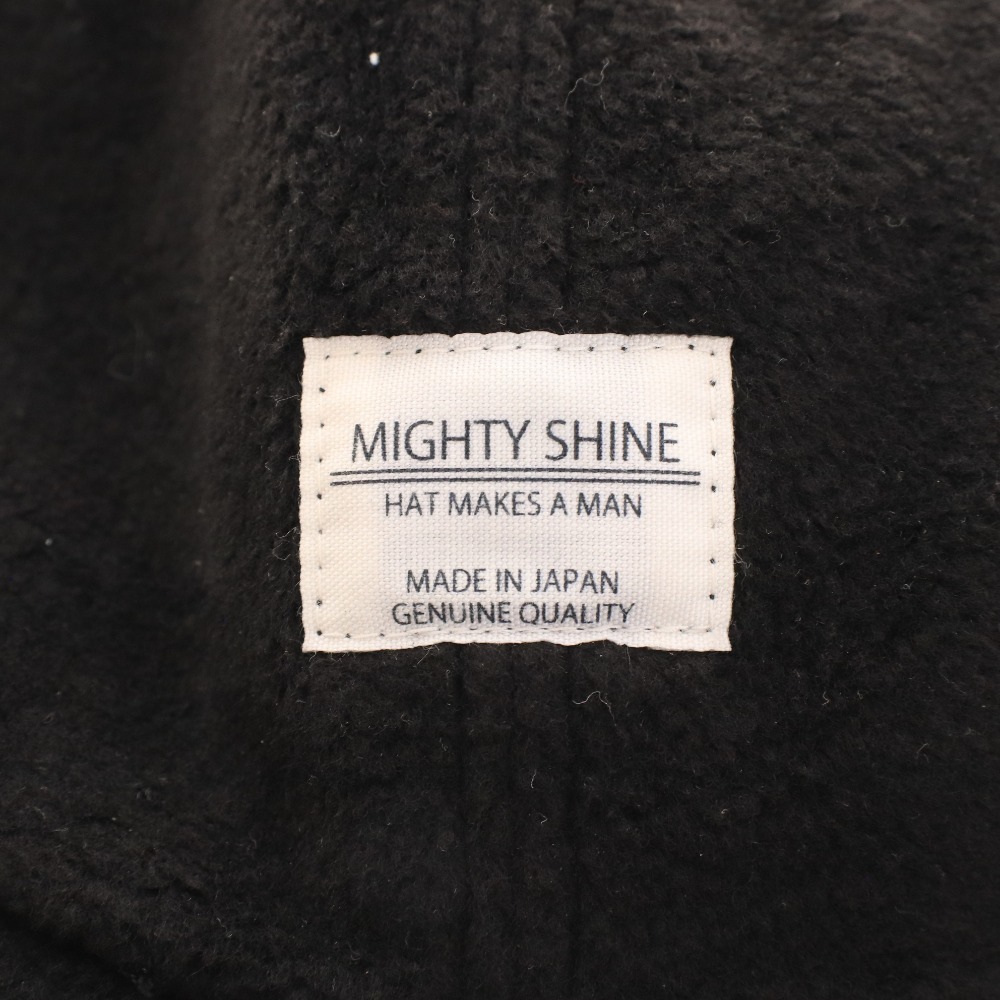 MIGHTY SHINE
HAT MAKES A MAN
MADE IN JAPAN
GENUINE QUALITY